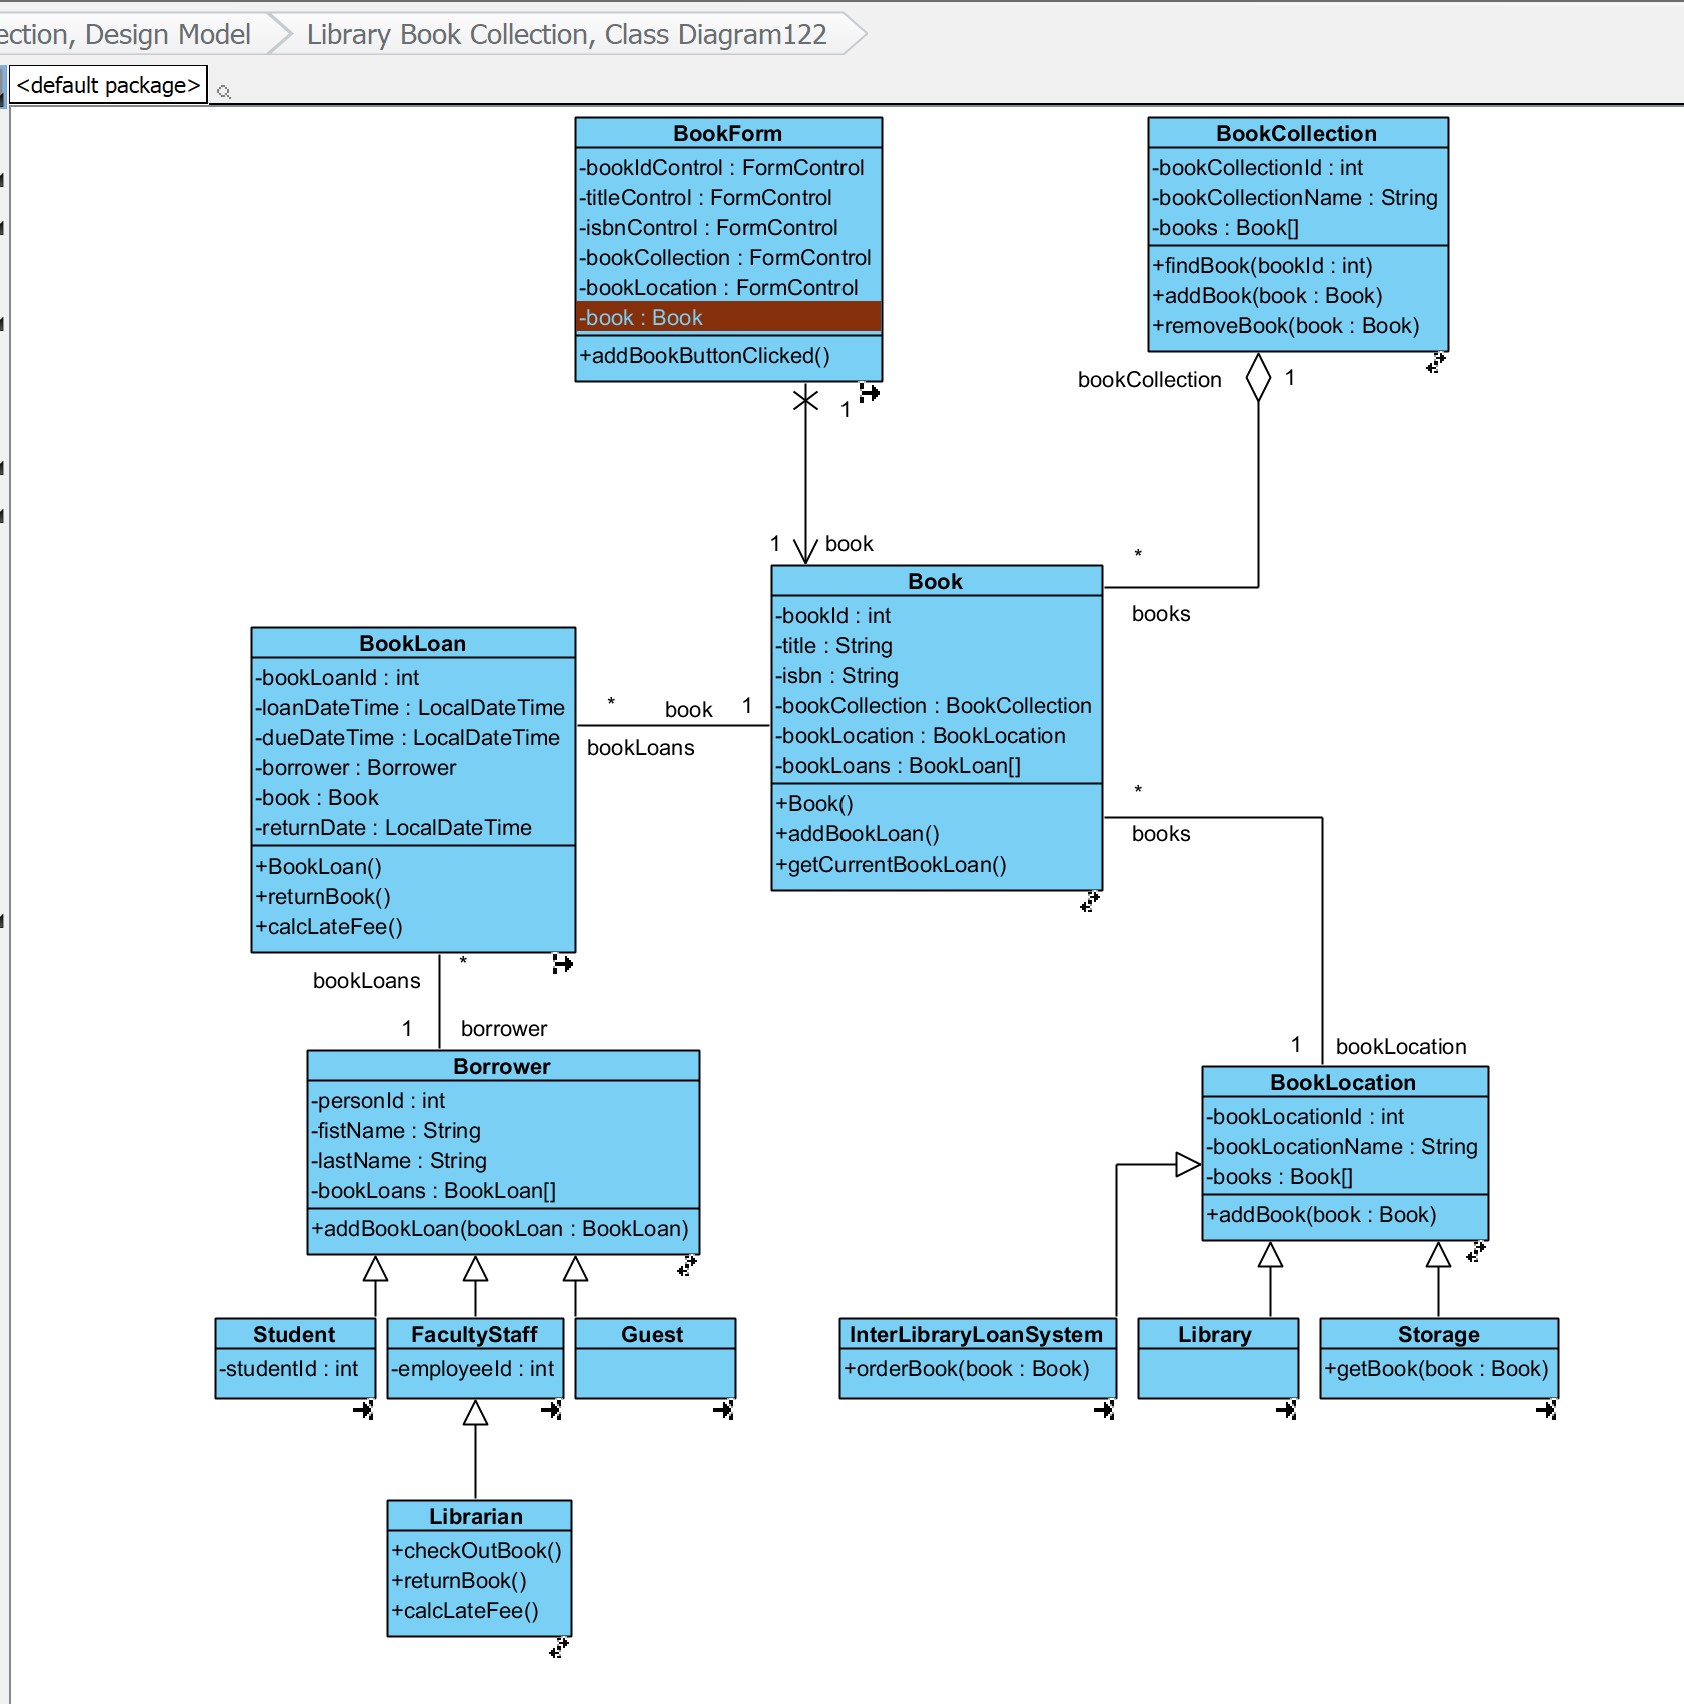 ection, Design Model
Library Book Collection, Class Diagram122
<default package>
BookForm
-bookIdControl : FormControl
-titleControl : FormControl
-isbnControl : FormControl
-bookCollection : FormControl
-bookLocation : FormControl
-book : Book
+addBookButtonClicked()
BookCollection
-bookCollectionId : int
-bookCollectionName : String
-books : Book[]
+findBook(bookId : int)
+addBook(book : Book)
+removeBook(book : Book)
bookCollection
1
1
1
book
*
books
Book
-bookId : int
-title : String
-isbn : String
-bookCollection : BookCollection
-bookLocation : BookLocation
-bookLoans : BookLoan[]
+Book()
+addBookLoan()
+getCurrentBookLoan()
BookLoan
-bookLoanId : int
-loanDateTime : LocalDateTime
-dueDateTime : LocalDateTime
-borrower : Borrower
-book : Book
-returnDate : LocalDateTime
+BookLoan()
+returnBook()
+calcLateFee()
*
book
1
bookLoans
*
books
*
bookLoans
1
borrower
1
bookLocation
Borrower
-personId : int
-fistName : String
-lastName : String
-bookLoans : BookLoan[]
+addBookLoan(bookLoan : BookLoan)
BookLocation
-bookLocationId : int
-bookLocationName : String
-books : Book[]
+addBook(book : Book)
Student
-studentId : int
FacultyStaff
-employeeId : int
Guest
InterLibraryLoanSystem
+orderBook(book : Book)
Library
Storage
+getBook(book : Book)
Librarian
+checkOutBook()
+returnBook()
+calcLateFee()